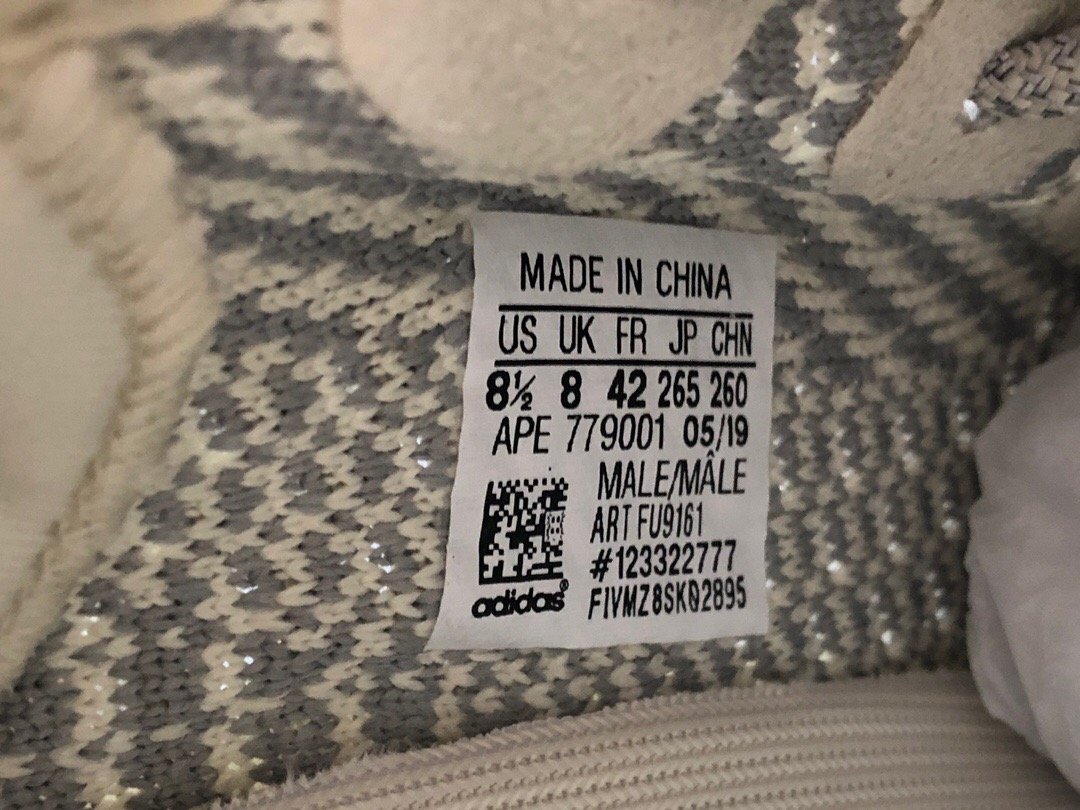 MADE IN CHINA
US UK FR JP CHN
8½ 8 42 265 260
APE 779001 05/19
MALE/MÂLE
ART FU9161
#123322777
FIVMZ8SK02895
adidas®